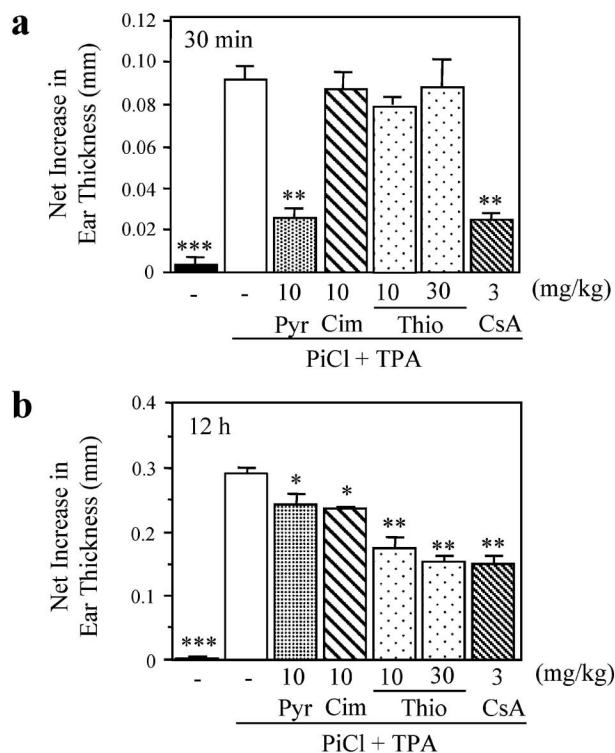 a
30 min
Net Increase in
Ear Thickness (mm)
0.12
0.10
0.08
0.06
0.04
0.02
0
*** ** **
- - 10 10 10 30 3 (mg/kg)
Pyr Cim Thio CsA
PiCl + TPA
b
12 h
Net Increase in
Ear Thickness (mm)
0.4
0.3
0.2
0.1
0
*** * * ** ** **
- - 10 10 10 30 3 (mg/kg)
Pyr Cim Thio CsA
PiCl + TPA